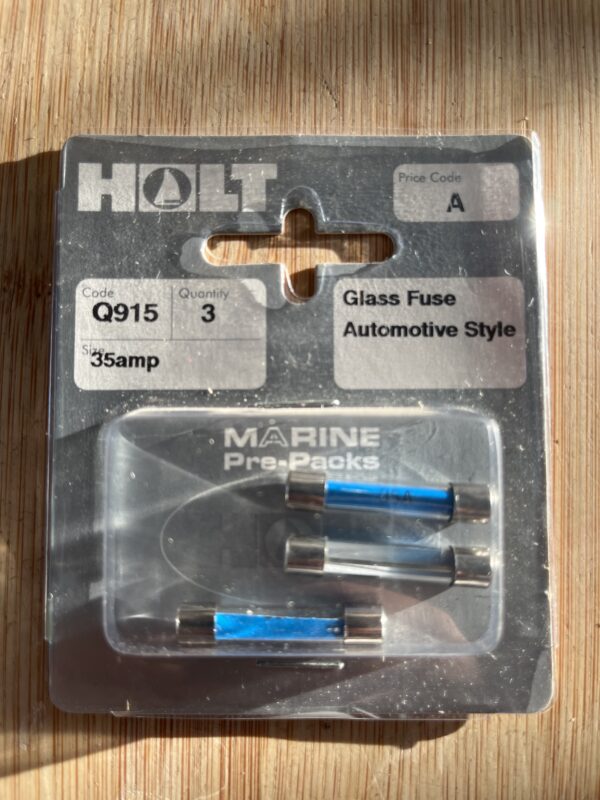 HOLT
Price Code
A
Code
Q915
Quantity
3
Size
35amp
Glass Fuse
Automotive Style
MARINE
Pre-Packs